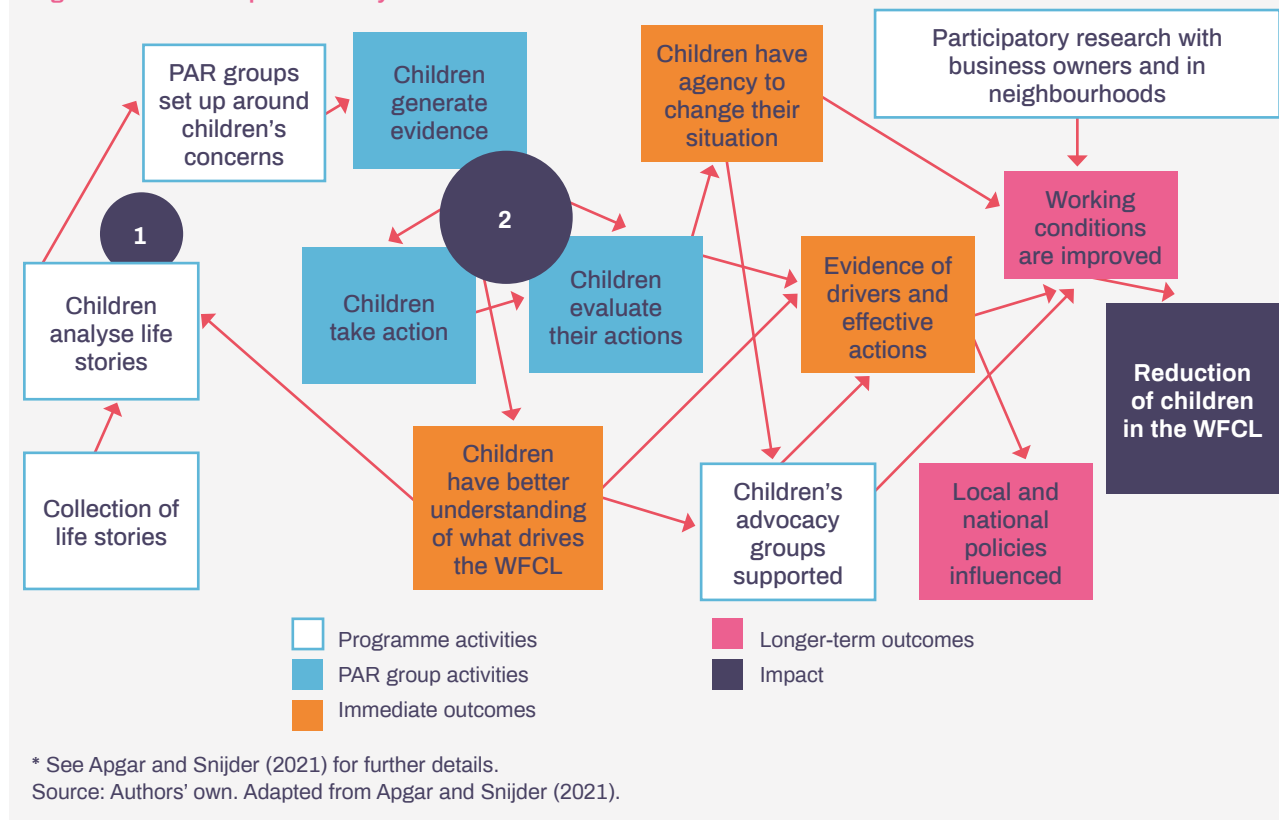 PAR groups
set up around
children's
concerns
Children
generate
evidence
Children have
agency to
change their
situation
Participatory research with
business owners and in
neighbourhoods
1
2
Working
conditions
are improved
Children
analyse life
stories
Children
take action
Children
evaluate
their actions
Evidence of
drivers and
effective
actions
Reduction
of children
in the WFCL
Collection of
life stories
Children
have better
understanding
of what drives
the WFCL
Children's
advocacy
groups
supported
Local and
national
policies
influenced
Programme activities
PAR group activities
Immediate outcomes
Longer-term outcomes
Impact
* See Apgar and Snijder (2021) for further details.
Source: Authors' own. Adapted from Apgar and Snijder (2021).